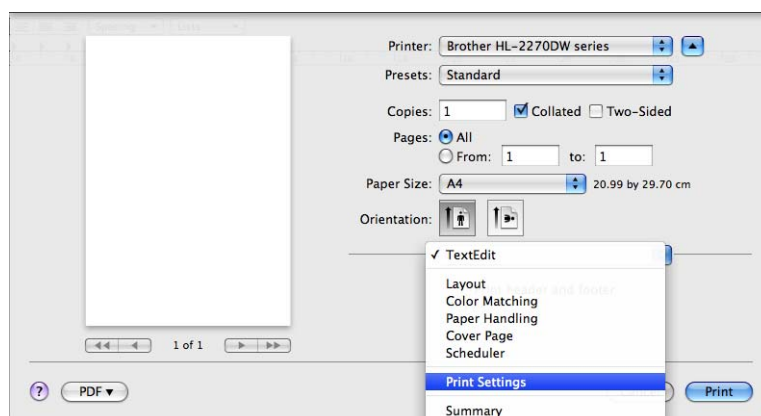 Printer: Brother HL-2270DW series
Presets: Standard
Copies: 1 Collated Two-Sided
Pages: All
From: 1 to: 1
Paper Size: A4 20.99 by 29.70 cm
Orientation:
✓ TextEdit
Layout
Color Matching
Paper Handling
Cover Page
Scheduler
Print Settings
Summary
1 of 1
? PDF▼ Print